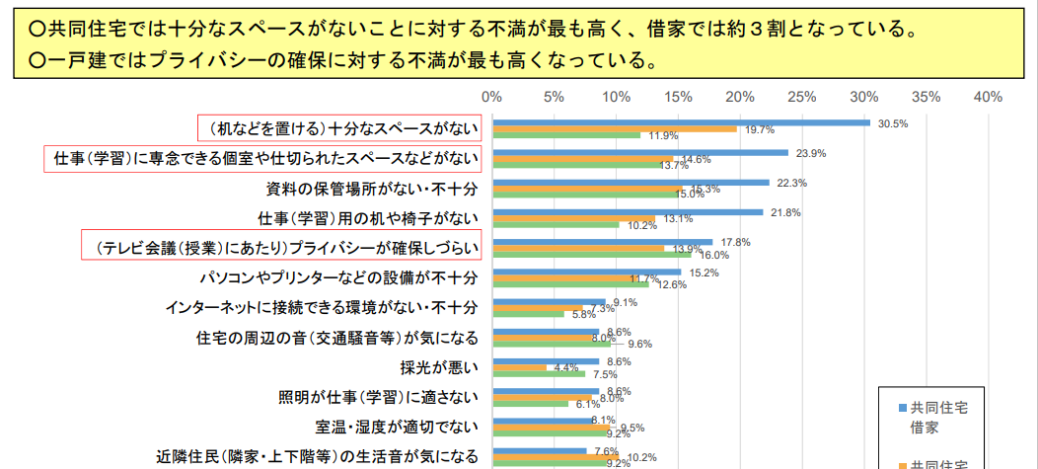 〇共同住宅では十分なスペースがないことに対する不満が最も高く、借家では約３割となっている。
〇一戸建ではプライバシーの確保に対する不満が最も高くなっている。
0% 5% 10% 15% 20% 25% 30% 35% 40%
（机などを置ける）十分なスペースがない
30.5%
19.7%
11.9%
仕事（学習）に専念できる個室や仕切られたスペースなどがない
23.9%
14.6%
13.7%
資料の保管場所がない・不十分
22.3%
15.3%
15.0%
仕事（学習）用の机や椅子がない
21.8%
13.1%
10.2%
（テレビ会議（授業）にあたり）プライバシーが確保しづらい
17.8%
13.9%
16.0%
パソコンやプリンターなどの設備が不十分
15.2%
11.7%
12.6%
インターネットに接続できる環境がない・不十分
9.1%
7.3%
5.8%
住宅の周辺の音（交通騒音等）が気になる
8.6%
8.0%
9.6%
採光が悪い
8.6%
4.4%
7.5%
照明が仕事（学習）に適さない
8.6%
8.0%
6.1%
室温・湿度が適切でない
8.1%
9.5%
9.2%
近隣住民（隣家・上下階等）の生活音が気になる
7.6%
10.2%
9.2%
共同住宅
借家
共同住宅